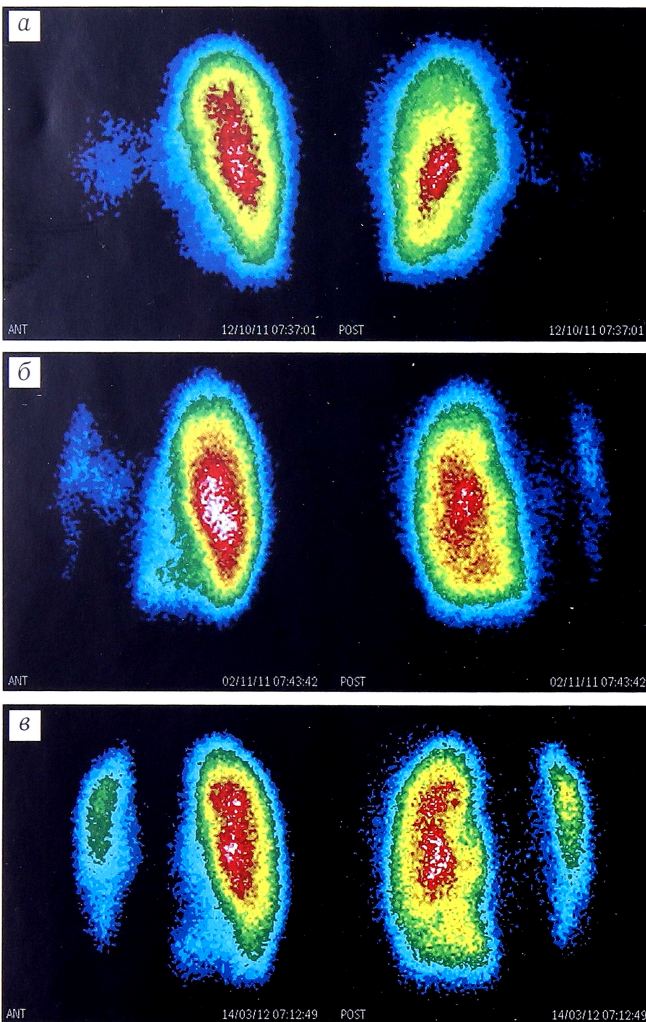 а
ANT 12/10/11 07:37:01 POST 12/10/11 07:37:01
б
ANT 02/11/11 07:43:42 POST 02/11/11 07:43:42
в
ANT 14/03/12 07:12:49 POST 14/03/12 07:12:49